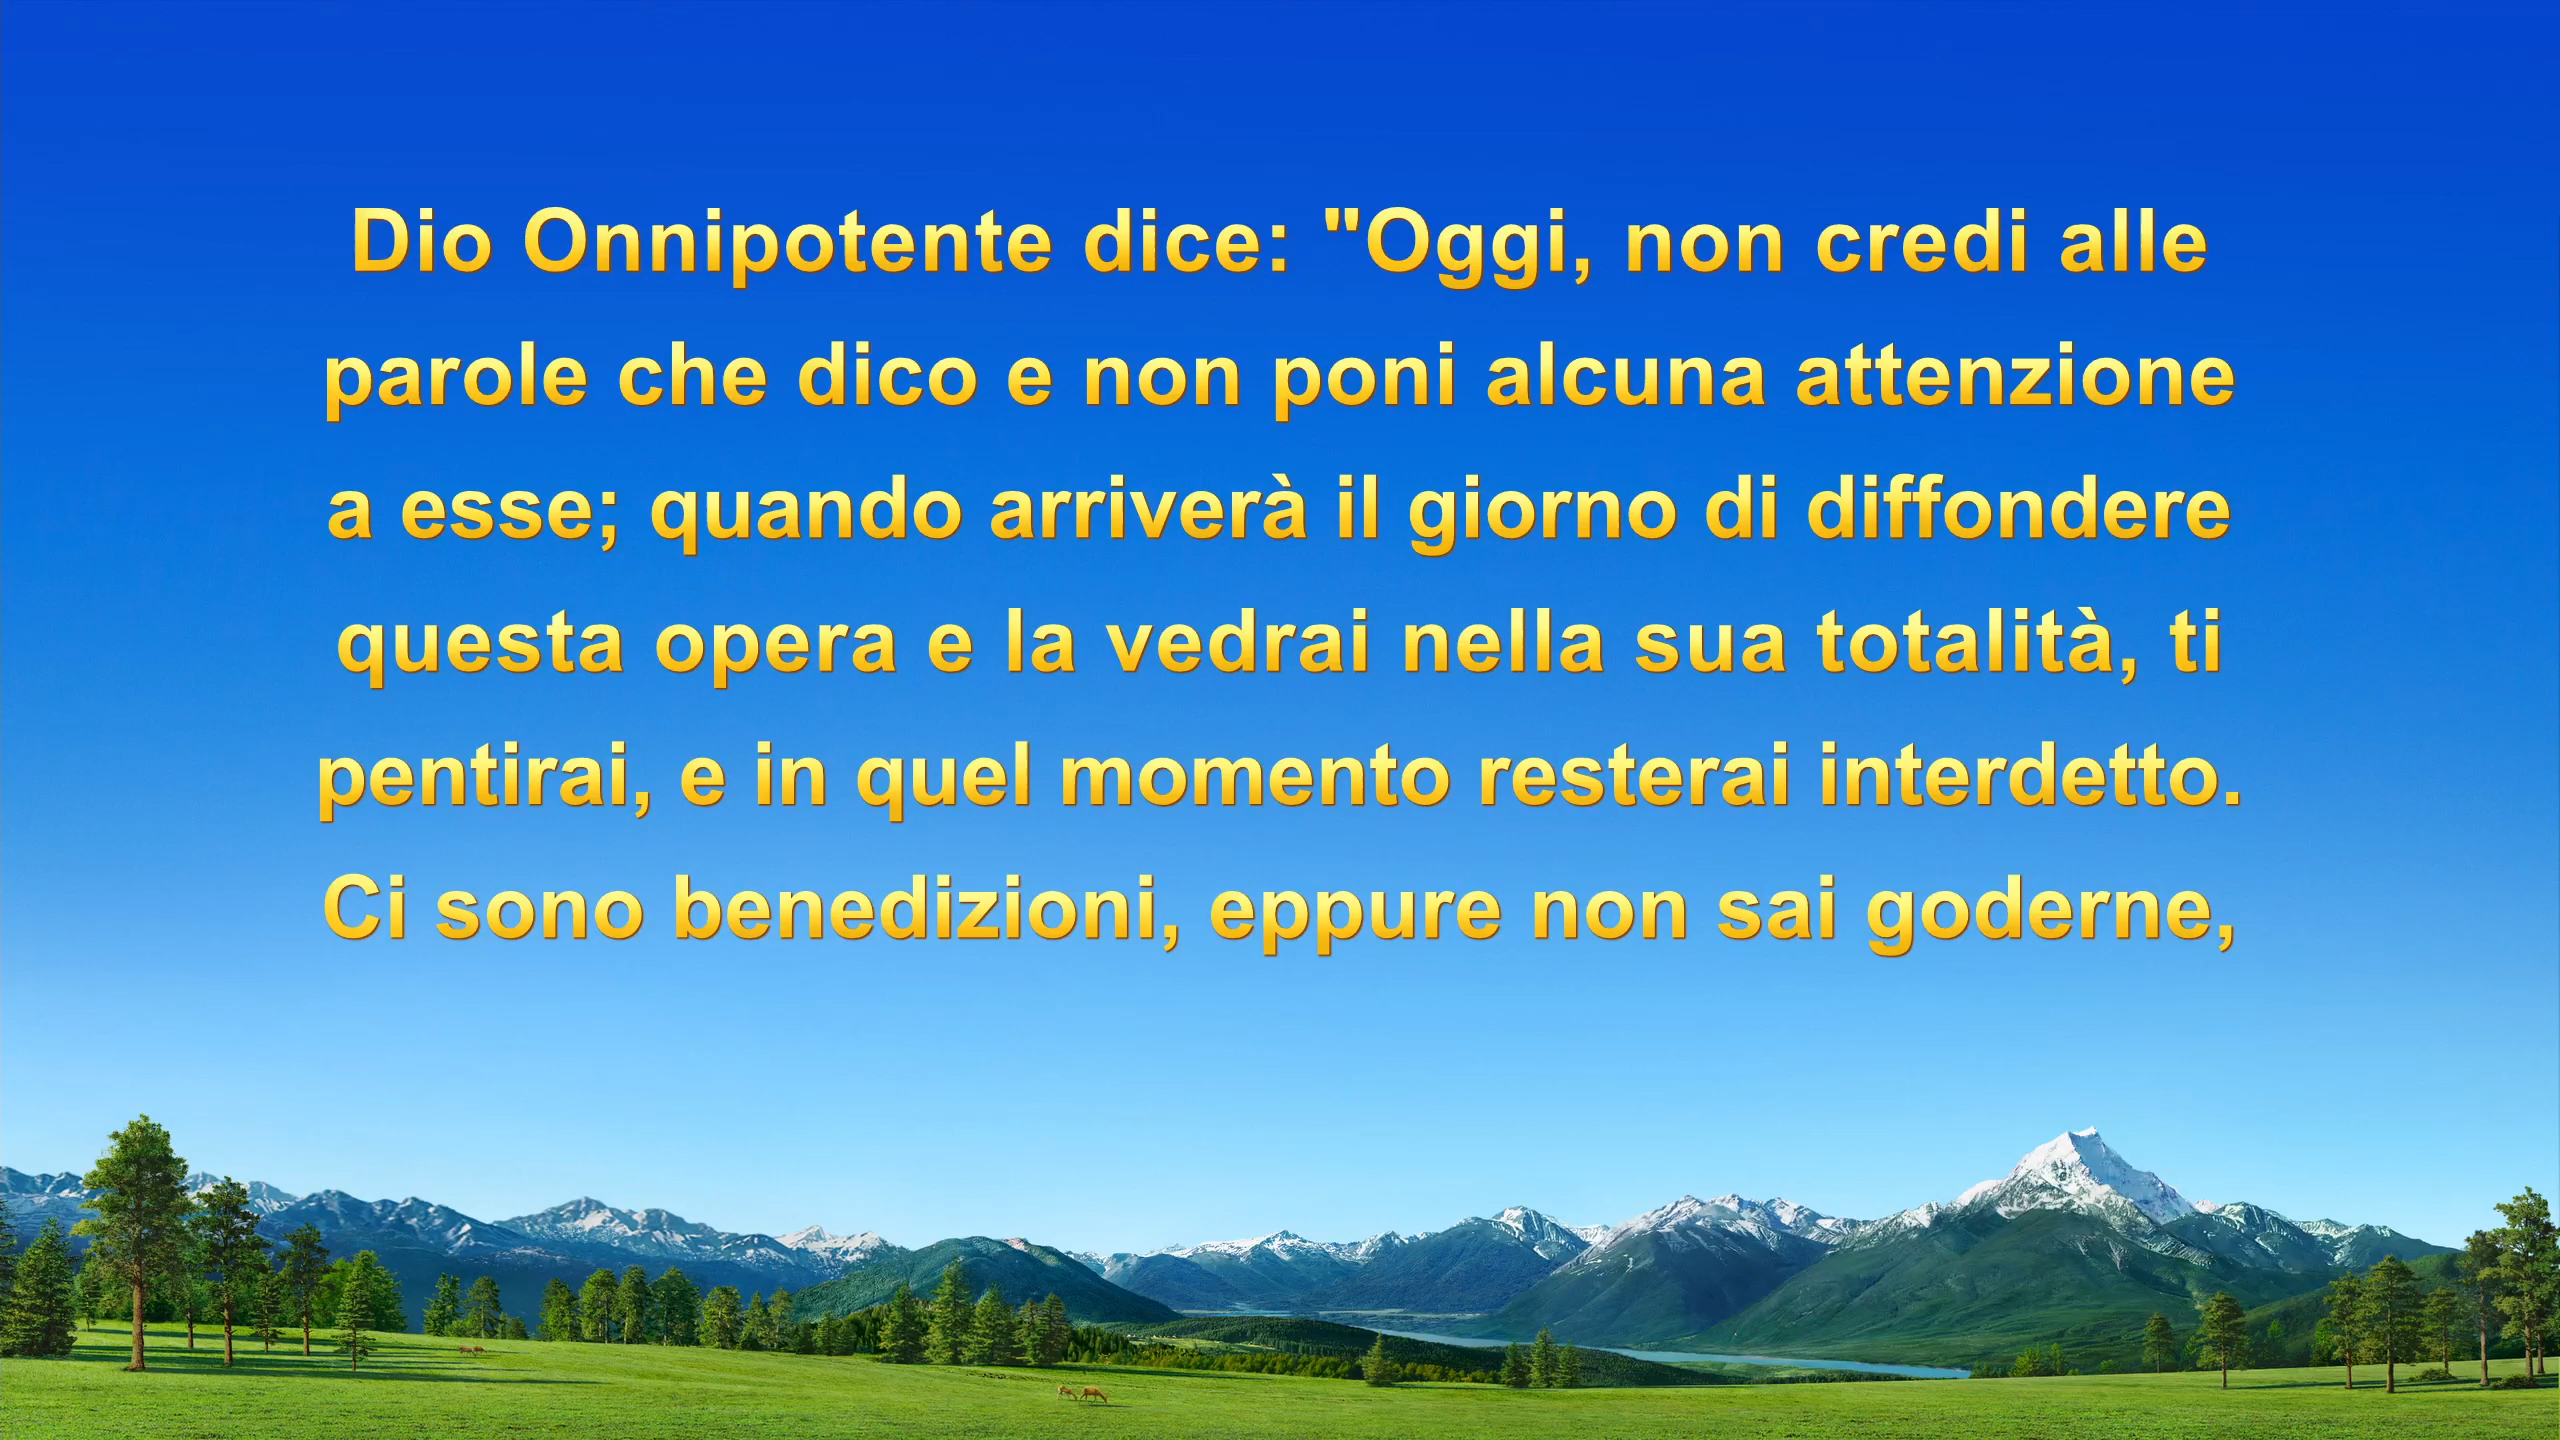 Dio Onnipotente dice: "Oggi, non credi alle
parole che dico e non poni alcuna attenzione
a esse; quando arriverà il giorno di diffondere
questa opera e la vedrai nella sua totalità, ti
pentirai, e in quel momento resterai interdetto.
Ci sono benedizioni, eppure non sai goderne,